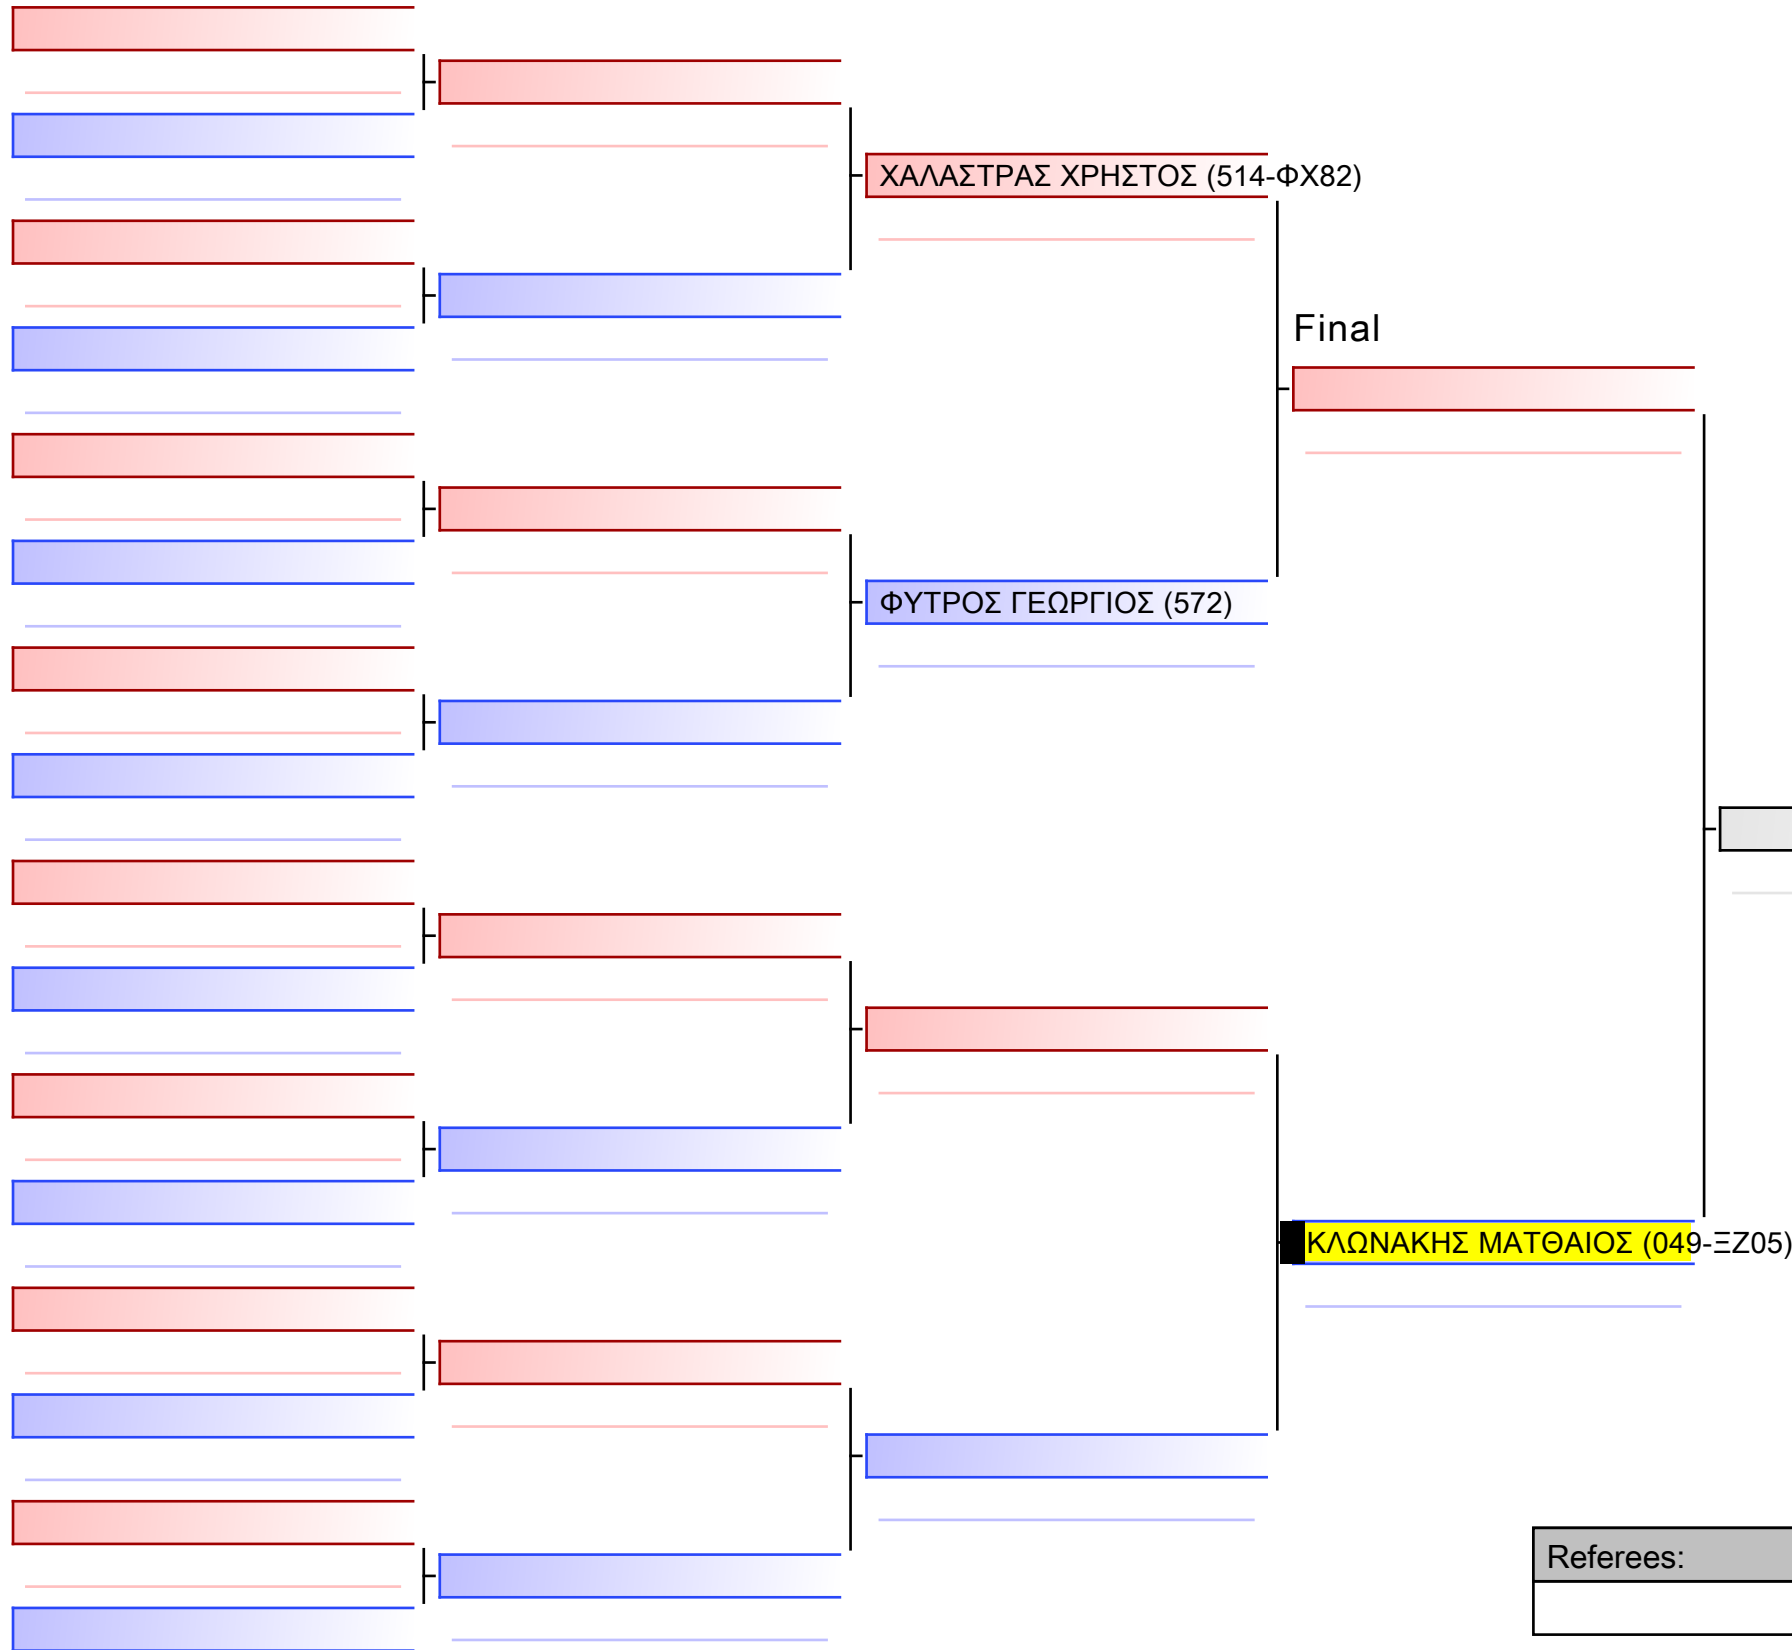 ΧΑΛΑΣΤΡΑΣ ΧΡΗΣΤΟΣ (514-ΦΧ82)
Final
ΦΥΤΡΟΣ ΓΕΩΡΓΙΟΣ (572)
ΚΛΩΝΑΚΗΣ ΜΑΤΘΑΙΟΣ (049-ΞΖ05)
Referees: